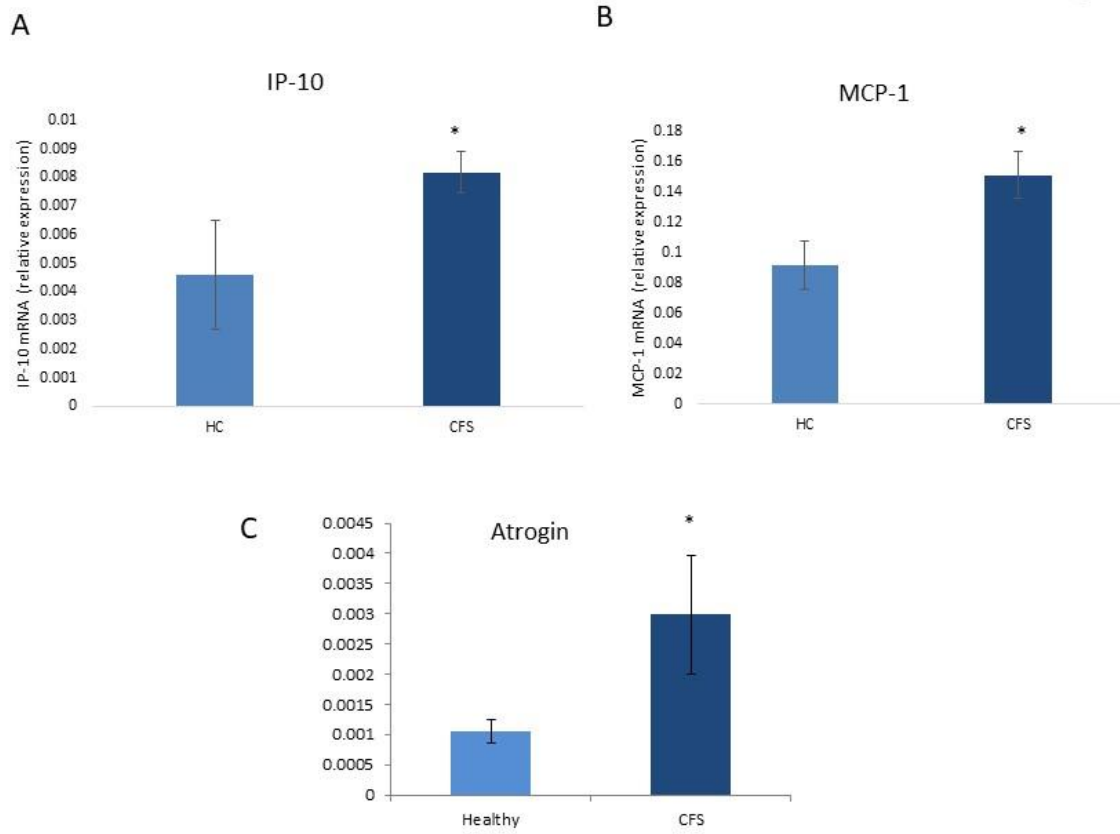 A
IP-10
IP-10 mRNA (relative expression)
0.01
0.009
0.008
0.007
0.006
0.005
0.004
0.003
0.002
0.001
0
*
HC
CFS
B
MCP-1
MCP-1 mRNA (relative expression)
0.18
0.16
0.14
0.12
0.1
0.08
0.06
0.04
0.02
0
*
HC
CFS
C
Atrogin
0.0045
0.004
0.0035
0.003
0.0025
0.002
0.0015
0.001
0.0005
0
*
Healthy
CFS